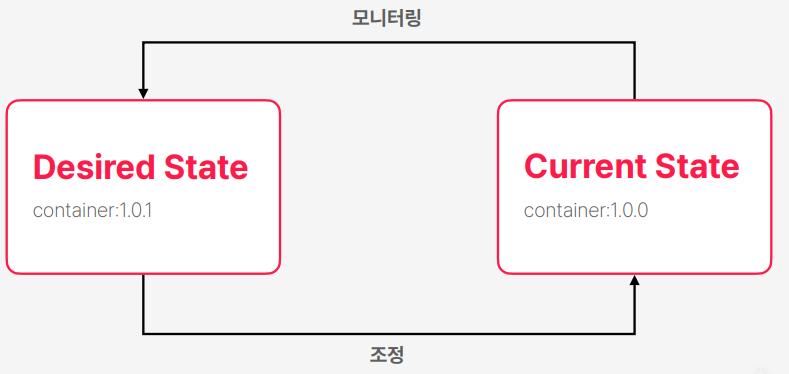 모니터링
Desired State
container:1.0.1
Current State
container:1.0.0
조정